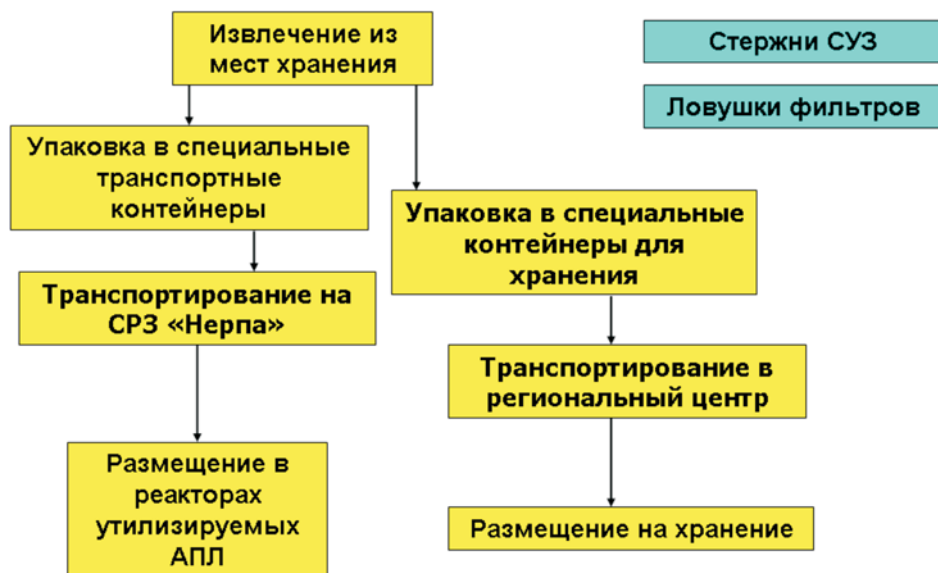 Извлечение из
мест хранения
Стержни СУЗ
Ловушки фильтров
Упаковка в специальные
транспортные
контейнеры
Упаковка в специальные
контейнеры для
хранения
Транспортирование на
СРЗ «Нерпа»
Транспортирование в
региональный центр
Размещение в
реакторах
утилизируемых
АПЛ
Размещение на хранение